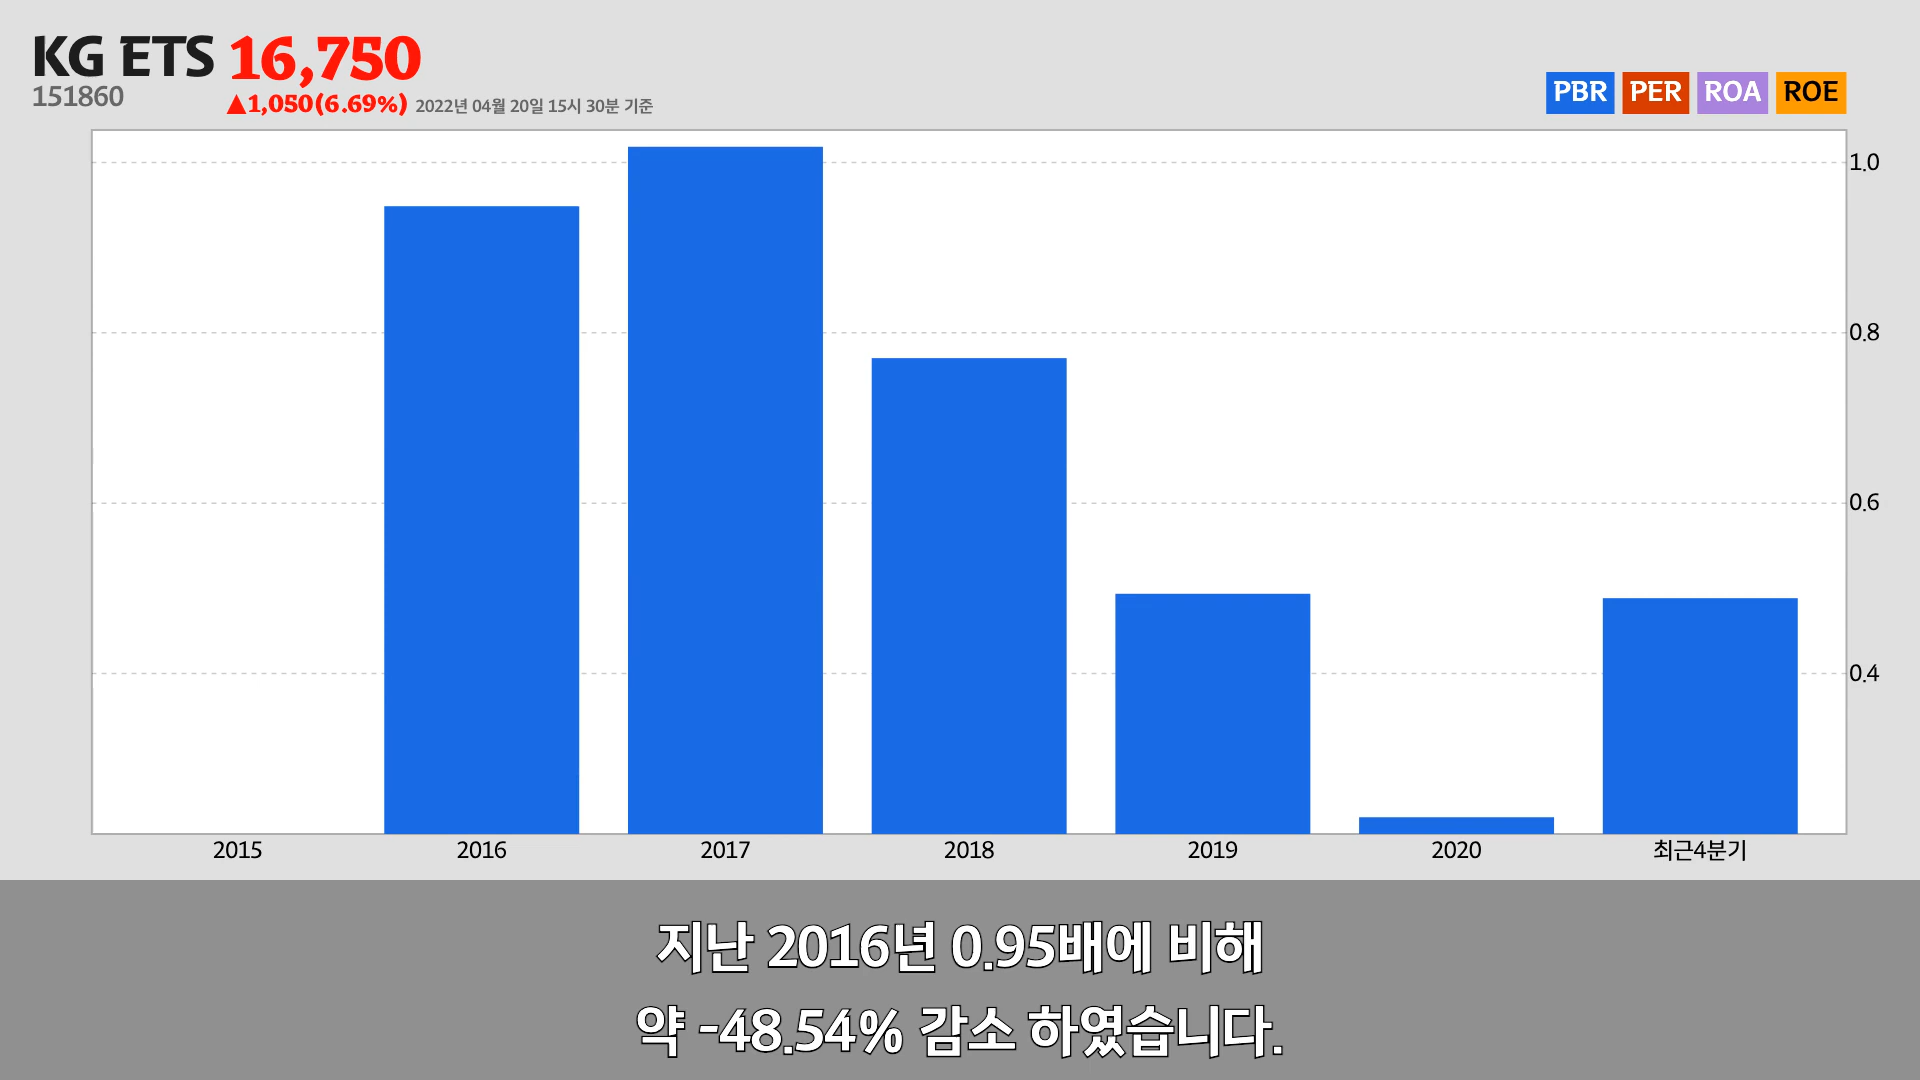 KG ETS 16,750
151860
▲1,050(6.69%) 2022년 04월 20일 15시 30분 기준
PBR PER ROA ROE
1.0
0.8
0.6
0.4
2015 2016 2017 2018 2019 2020 최근4분기
지난 2016년 0.95배에 비해
약 -48.54% 감소 하였습니다.